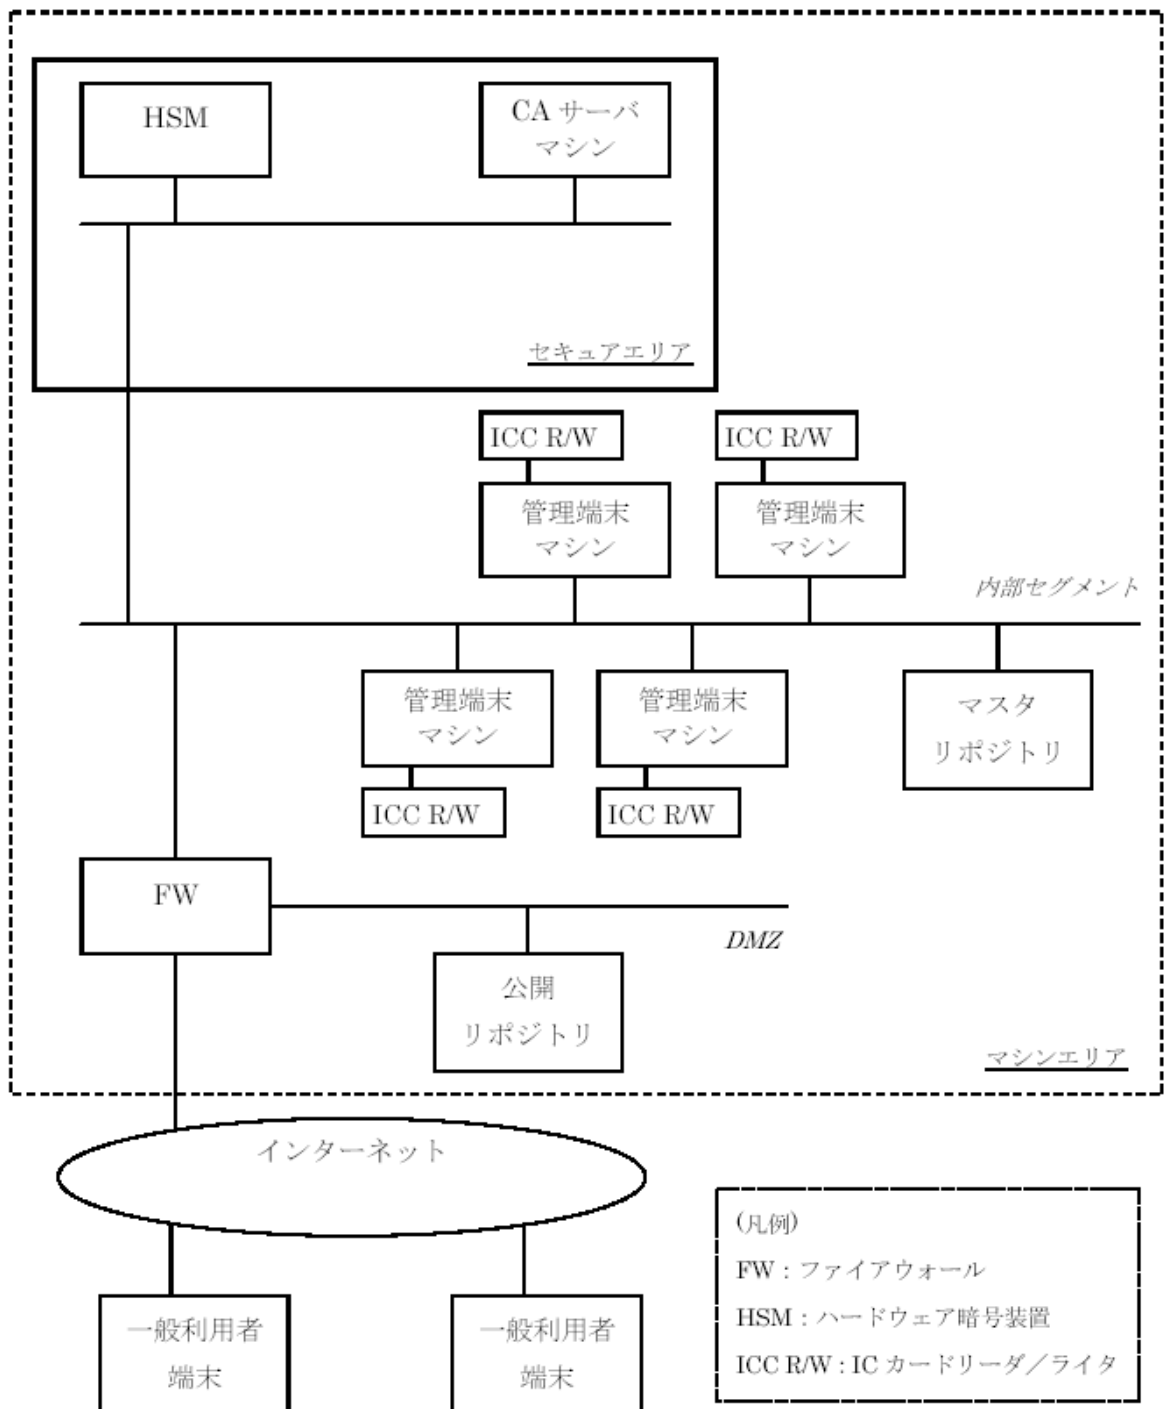 HSM
CA サーバ
マシン
セキュアエリア
ICC R/W
ICC R/W
管理端末
マシン
管理端末
マシン
内部セグメント
管理端末
マシン
管理端末
マシン
マスタ
リポジトリ
ICC R/W
ICC R/W
FW
DMZ
公開
リポジトリ
マシンエリア
インターネット
(凡例)
FW : ファイアウォール
HSM : ハードウェア暗号装置
ICC R/W : IC カードリーダ／ライタ
一般利用者
端末
一般利用者
端末